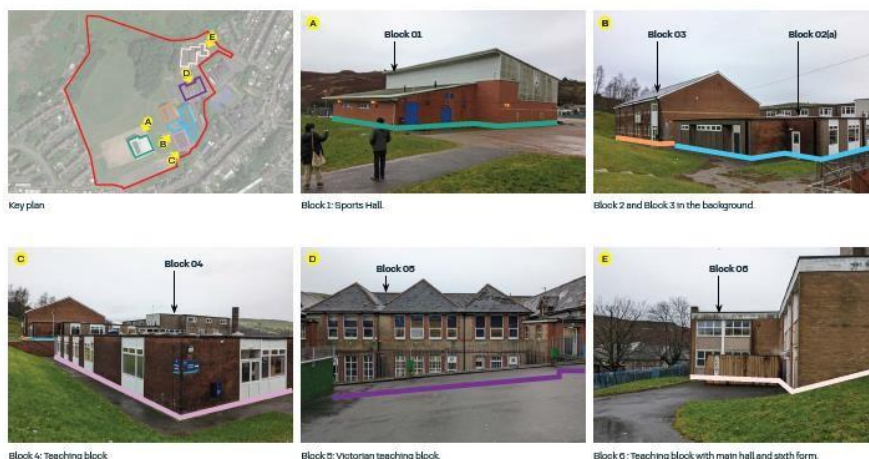 E
D
A
B
C
Key plan
A
Block 01
Block 1: Sports Hall.
B
Block 03
Block 02(a)
Block 2 and Block 3 in the background.
C
Block 04
Block 4: Teaching block
D
Block 05
Block 5: Victorian teaching block.
E
Block 06
Block 6 : Teaching block with main hall and sixth form.